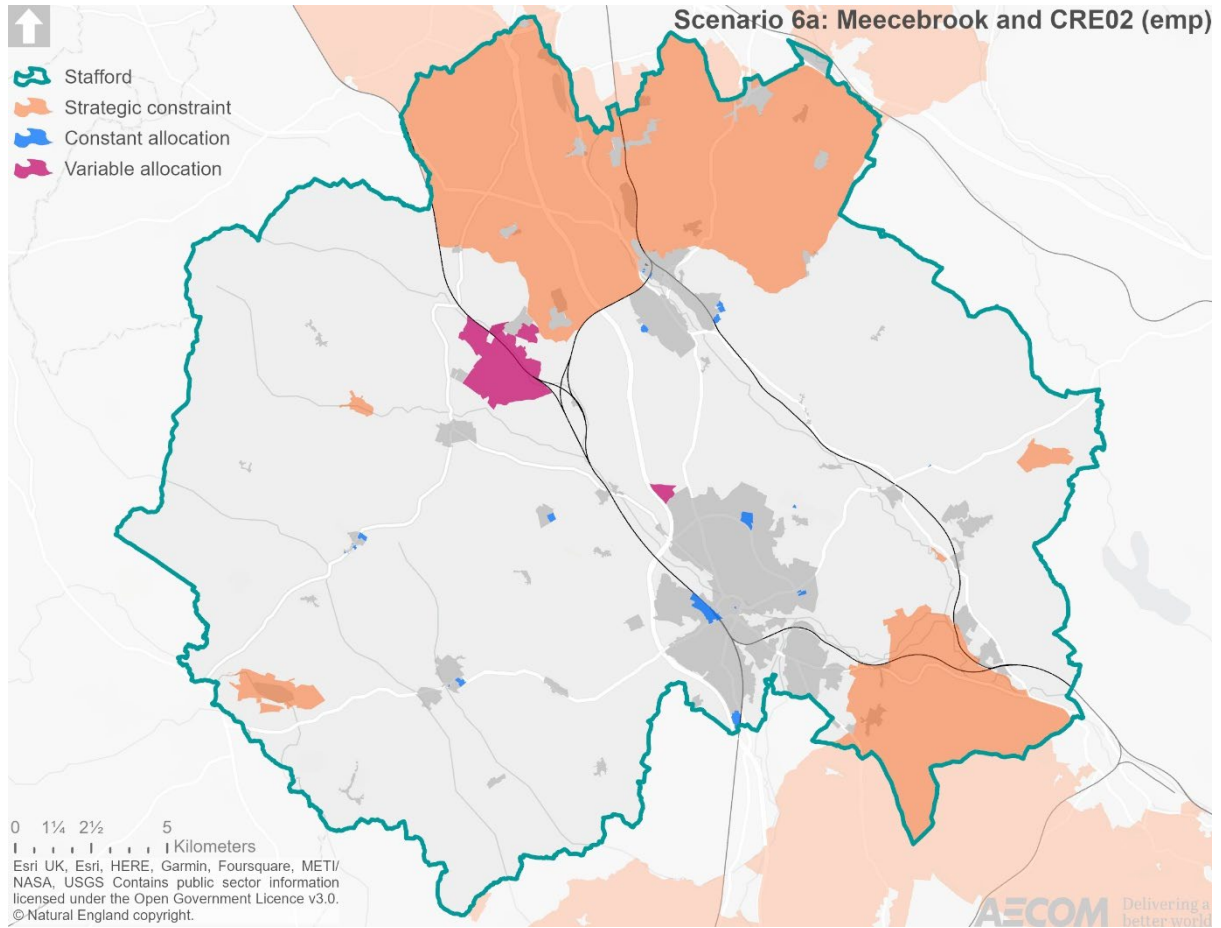 Scenario 6a: Meecebrook and CRE02 (emp)
Stafford
Strategic constraint
Constant allocation
Variable allocation
0 1¼ 2½ 5
Kilometers
Esri UK, Esri, HERE, Garmin, Foursquare, METI/
NASA, USGS Contains public sector information
licensed under the Open Government Licence v3.0.
© Natural England copyright.
AECOM Delivering a
better world